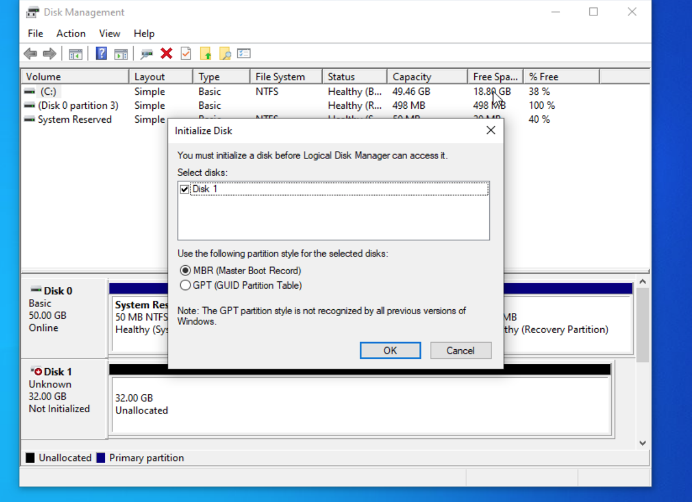 Disk Management
File Action View Help
Volume Layout Type File System Status Capacity Free Spa... % Free
(C:) Simple Basic NTFS Healthy (B... 49.46 GB 18.89 GB 38 %
(Disk 0 partition 3) Simple Basic Healthy (R... 498 MB 498 MB 100 %
System Reserved Simple 40 %
Initialize Disk
You must initialize a disk before Logical Disk Manager can access it.
Select disks:
Disk 1
Use the following partition style for the selected disks:
MBR (Master Boot Record)
GPT (GUID Partition Table)
Note: The GPT partition style is not recognized by all previous versions of
Windows.
OK Cancel
Disk 0
Basic
50.00 GB
Online
System Res
50 MB NTFS
Healthy (Sys
MB
thy (Recovery Partition)
Disk 1
Unknown
32.00 GB
Not Initialized
32.00 GB
Unallocated
Unallocated Primary partition